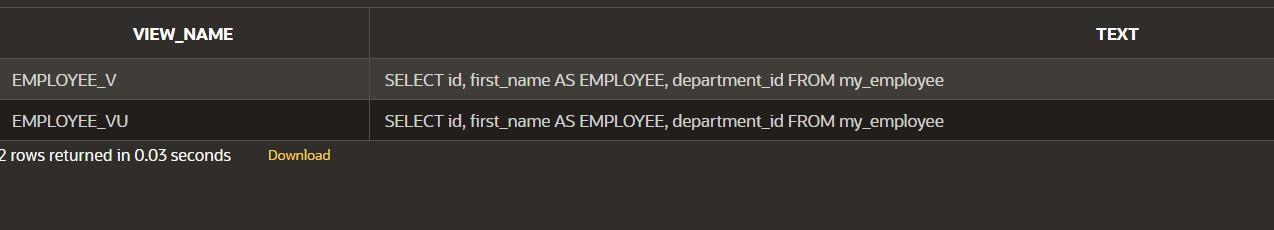 VIEW_NAME TEXT
EMPLOYEE_V SELECT id, first_name AS EMPLOYEE, department_id FROM my_employee
EMPLOYEE_VU SELECT id, first_name AS EMPLOYEE, department_id FROM my_employee
2 rows returned in 0.03 seconds Download